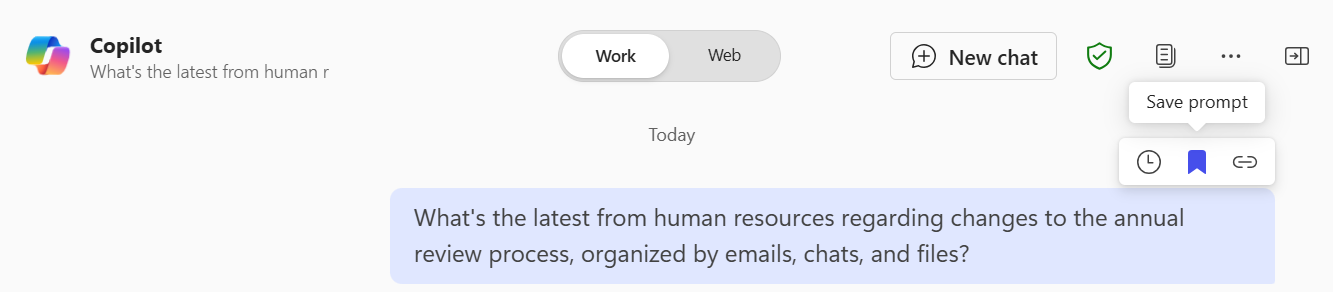 Copilot
What's the latest from human r
Work
Web
New chat
Save prompt
Today
What's the latest from human resources regarding changes to the annual
review process, organized by emails, chats, and files?